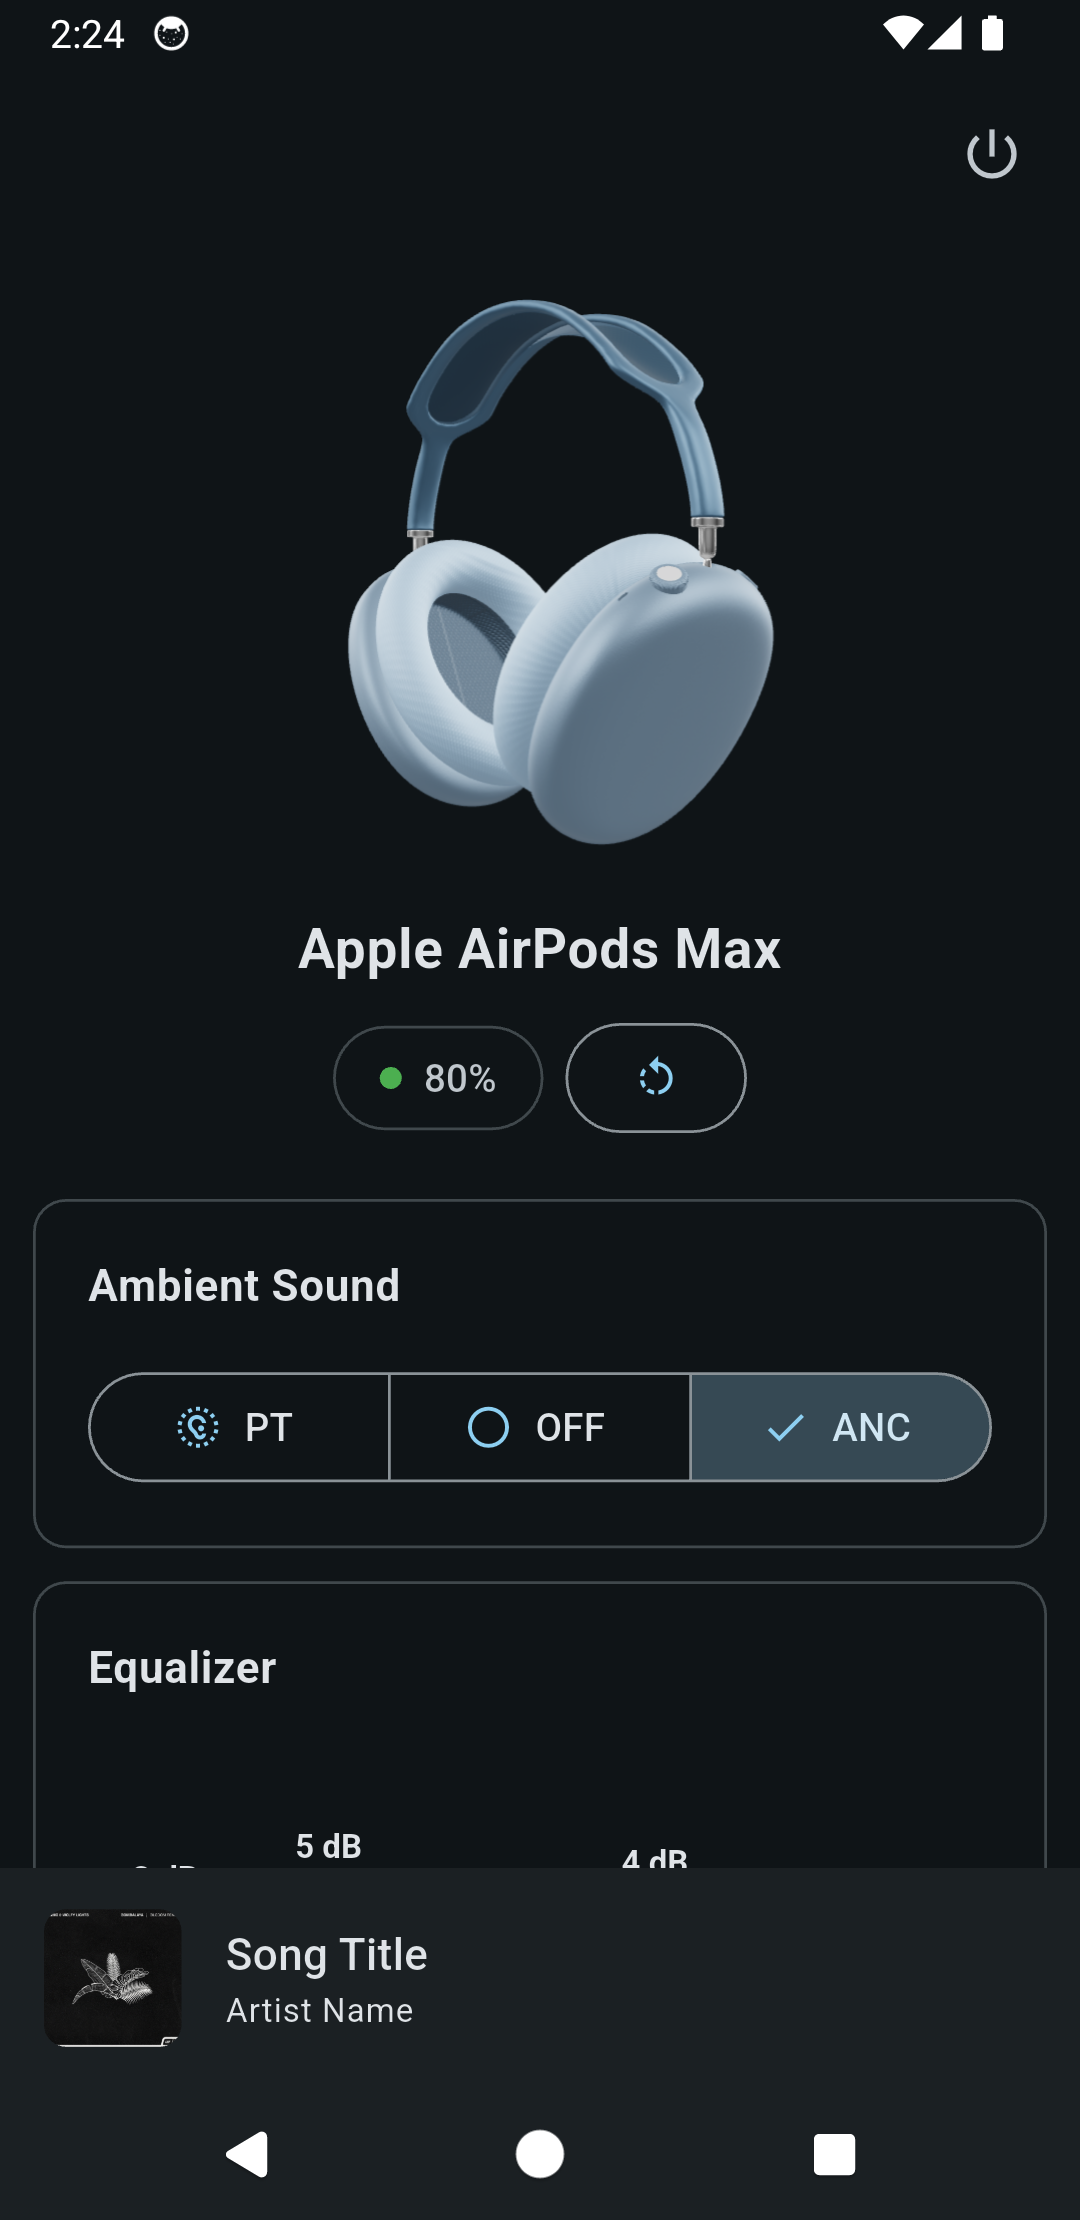 2:24
Apple AirPods Max
80%
Ambient Sound
PT
OFF
ANC
Equalizer
5 dB
4 dB
Song Title
Artist Name